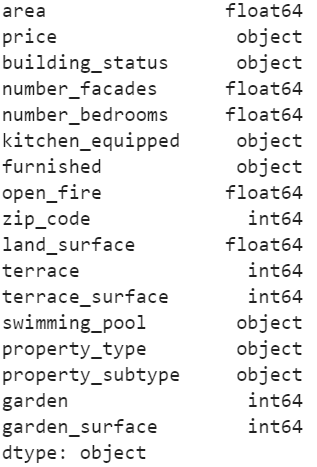 area float64
price object
building_status object
number_facades float64
number_bedrooms float64
kitchen_equipped object
furnished object
open_fire float64
zip_code int64
land_surface float64
terrace int64
terrace_surface int64
swimming_pool object
property_type object
property_subtype object
garden int64
garden_surface int64
dtype: object